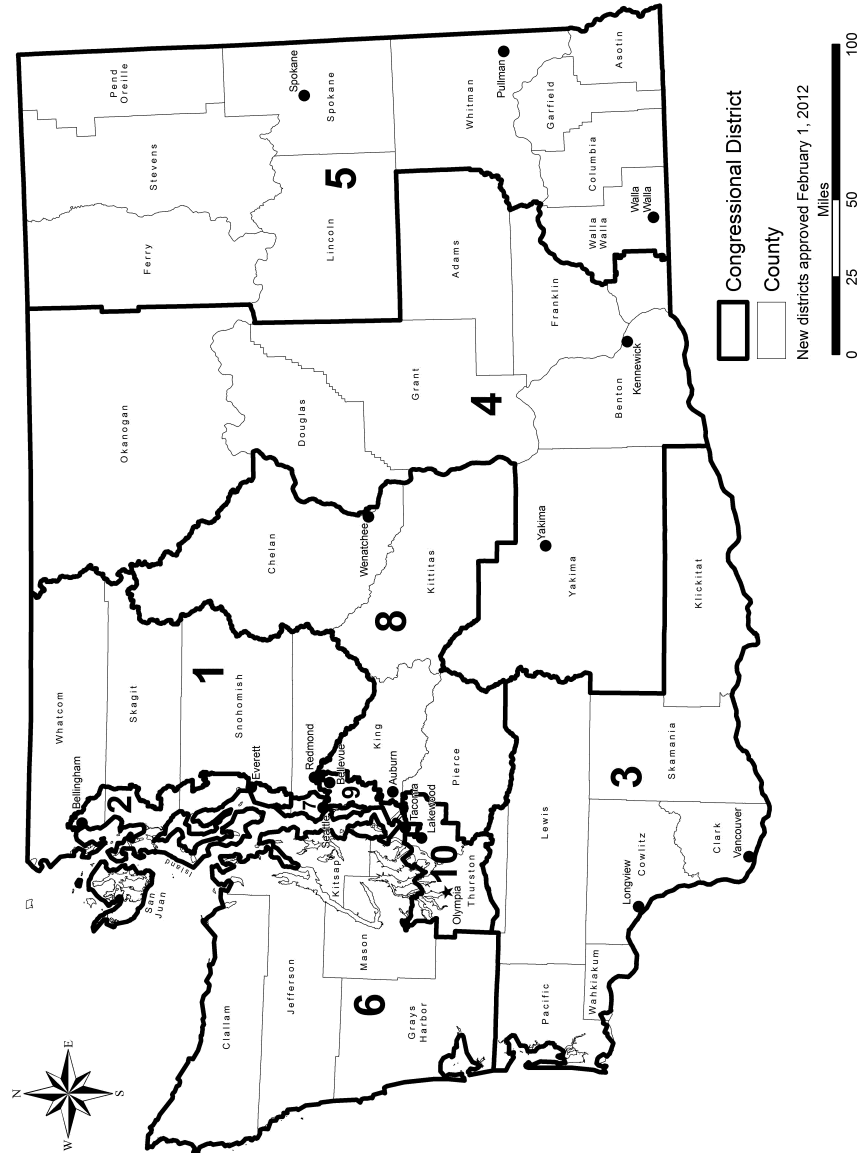 N
E
S
W
Whatcom
Bellingham
San
Juan
Island
Skagit
2
Okanogan
Ferry
Stevens
Pend
Oreille
Clallam
Jefferson
Snohomish
1
Everett
Chelan
Douglas
Lincoln
5
Spokane
Spokane
Kitsap
Seattle
7
Redmond
Bellevue
9
King
Auburn
Wenatchee
Grant
Adams
Whitman
Pullman
6
Grays
Harbor
Mason
Tacoma
Lakewood
Pierce
8
Kittitas
4
10
Olympia
Thurston
Yakima
Yakima
Franklin
Benton
Kennewick
Walla
Walla
Walla
Walla
Columbia
Garfield
Asotin
Pacific
Lewis
Wahkiakum
Longview
Cowlitz
3
Skamania
Klickitat
Clark
Vancouver
Congressional District
County
New districts approved February 1, 2012
Miles
0
25
50
100